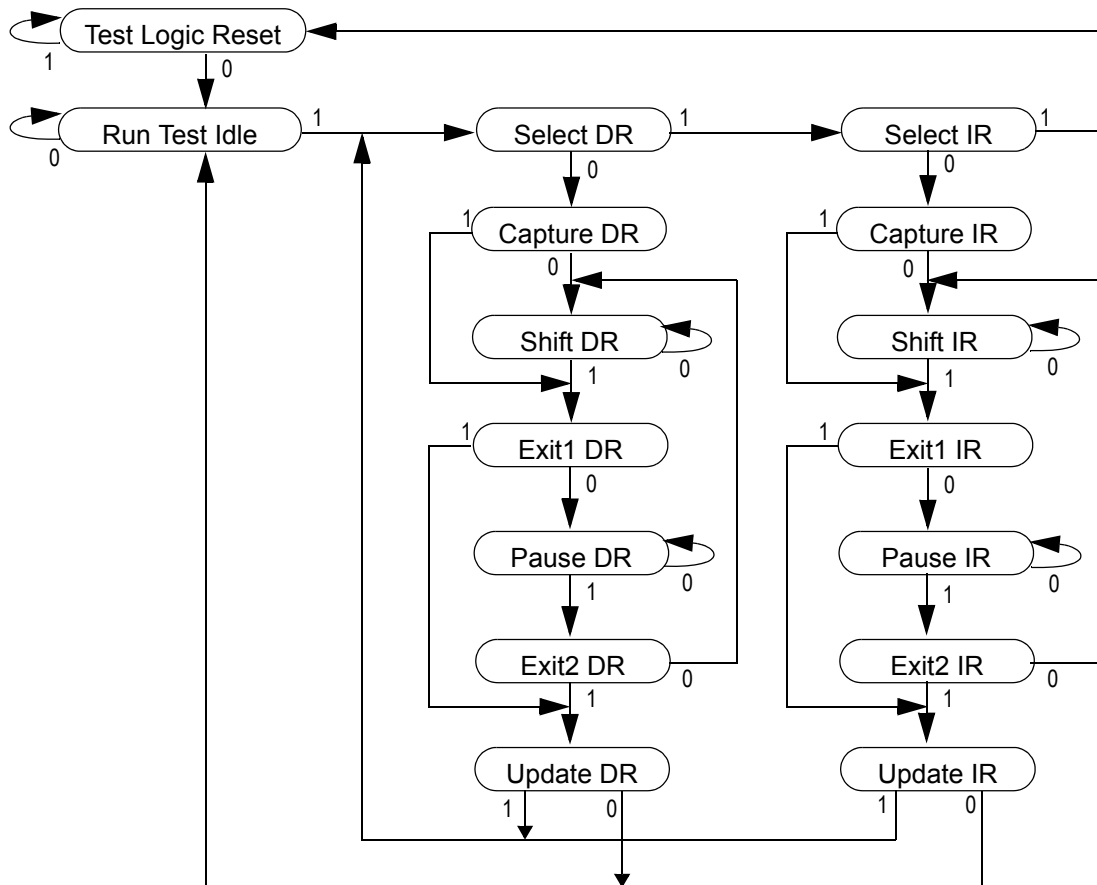 Test Logic Reset
1
0
Run Test Idle
1
Select DR
1
Select IR
1
0
0
0
1
Capture DR
1
Capture IR
0
0
Shift DR
Shift IR
1
0
1
0
1
Exit1 DR
1
Exit1 IR
0
0
Pause DR
Pause IR
1
0
1
0
Exit2 DR
Exit2 IR
1
0
1
0
Update DR
Update IR
1
0
1
0